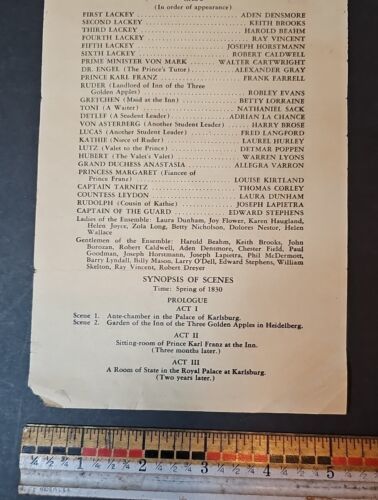 (In order of appearance)
FIRST LACKEY ADEN DENSMORE
SECOND LACKEY KEITH BROOKS
THIRD LACKEY HAROLD BEAHM
FOURTH LACKEY RAY VINCENT
FIFTH LACKEY JOSEPH HORSTMANN
SIXTH LACKEY ROBERT CALDWELL
PRIME MINISTER VON MARK WALTER CARTWRIGHT
DR. ENGEL (The Prince's Tutor) ALEXANDER GRAY
PRINCE KARL FRANZ FRANK FARRELL
RUDER (Landlord of Inn of the Three
Golden Apples) ROBLEY EVANS
GRETCHEN (Maid at the Inn) BETTY LORRAINE
TONI (A Waiter) NATHANIEL SACK
DETLEF (A Student Leader) ADRIAN LA CHANCE
VON ASTERBERG (Another Student Leader) HARRY BROSE
LUCAS (Another Student Leader) FRED LANGFORD
KATHIE (Niece of Ruder) LAUREL HURLEY
LUTZ (Valet to the Prince) DETMAR POPPEN
HUBERT (The Valet's Valet) WARREN LYONS
GRAND DUCHESS ANASTASIA ALLEGRA VARRON
PRINCESS MARGARET (Fiancee of
Prince Franz) LOUISE KIRTLAND
CAPTAIN TARNITZ THOMAS CORLEY
COUNTESS LEYDON LAURA DUNHAM
RUDOLPH (Cousin of Kathie) JOSEPH LAPIETRA
CAPTAIN OF THE GUARD EDWARD STEPHENS
Ladies of the Ensemble: Laura Dunham, Joy Flower, Karen Haugland,
Helen Joyce, Zola Long, Betty Nicholson, Dolores Nestor, Helen
Wallace
Gentlemen of the Ensemble: Harold Beahm, Keith Brooks, John
Borozan, Robert Caldwell, Aden Densmore, Chester Field, Paul
Goodman, Joseph Horstmann, Joseph Lapietra, Phil McDermott,
Barry Lyndall, Billy Mason, Larry O'Dell, Edward Stephens, William
Skelton, Ray Vincent, Robert Dreyer
SYNOPSIS OF SCENES
Time: Spring of 1830
PROLOGUE
ACT I
Scene 1. Ante-chamber in the Palace of Karlsburg.
Scene 2. Garden of the Inn of the Three Golden Apples in Heidelberg.
ACT II
Sitting-room of Prince Karl Franz at the Inn.
(Three months later.)
ACT III
A Room of State in the Royal Palace at Karlsburg.
(Two years later.)
1 2 3 4 5